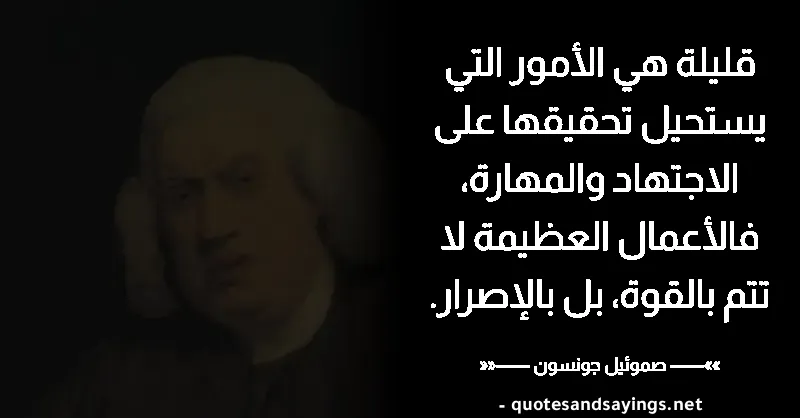 قليلة هي الأمور التي
يستحيل تحقيقها على
الاجتهاد والمهارة،
فالأعمال العظيمة لا
تتم بالقوة، بل بالإصرار.
»»—— صموئيل جونسون ——««
- quotesandsayings.net